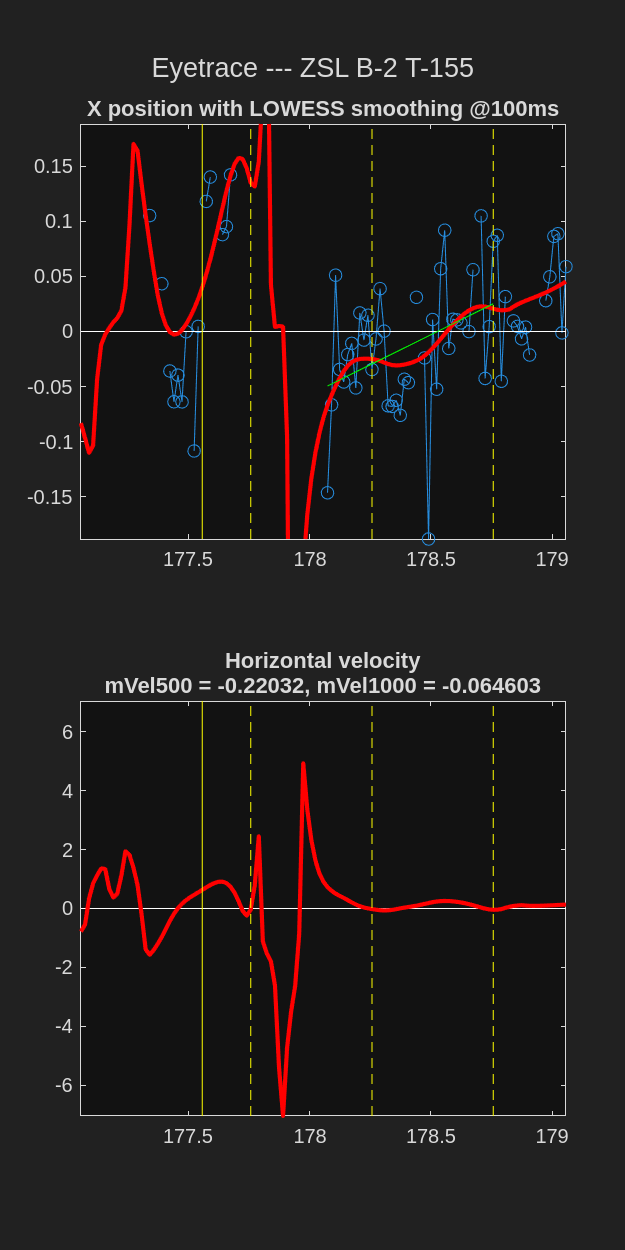 Eyetrace --- ZSL B-2 T-155
X position with LOWESS smoothing @100ms
0.15
0.1
0.05
0
-0.05
-0.1
-0.15
177.5 178 178.5 179
Horizontal velocity
mVel500 = -0.22032, mVel1000 = -0.064603
6
4
2
0
-2
-4
-6
177.5 178 178.5 179